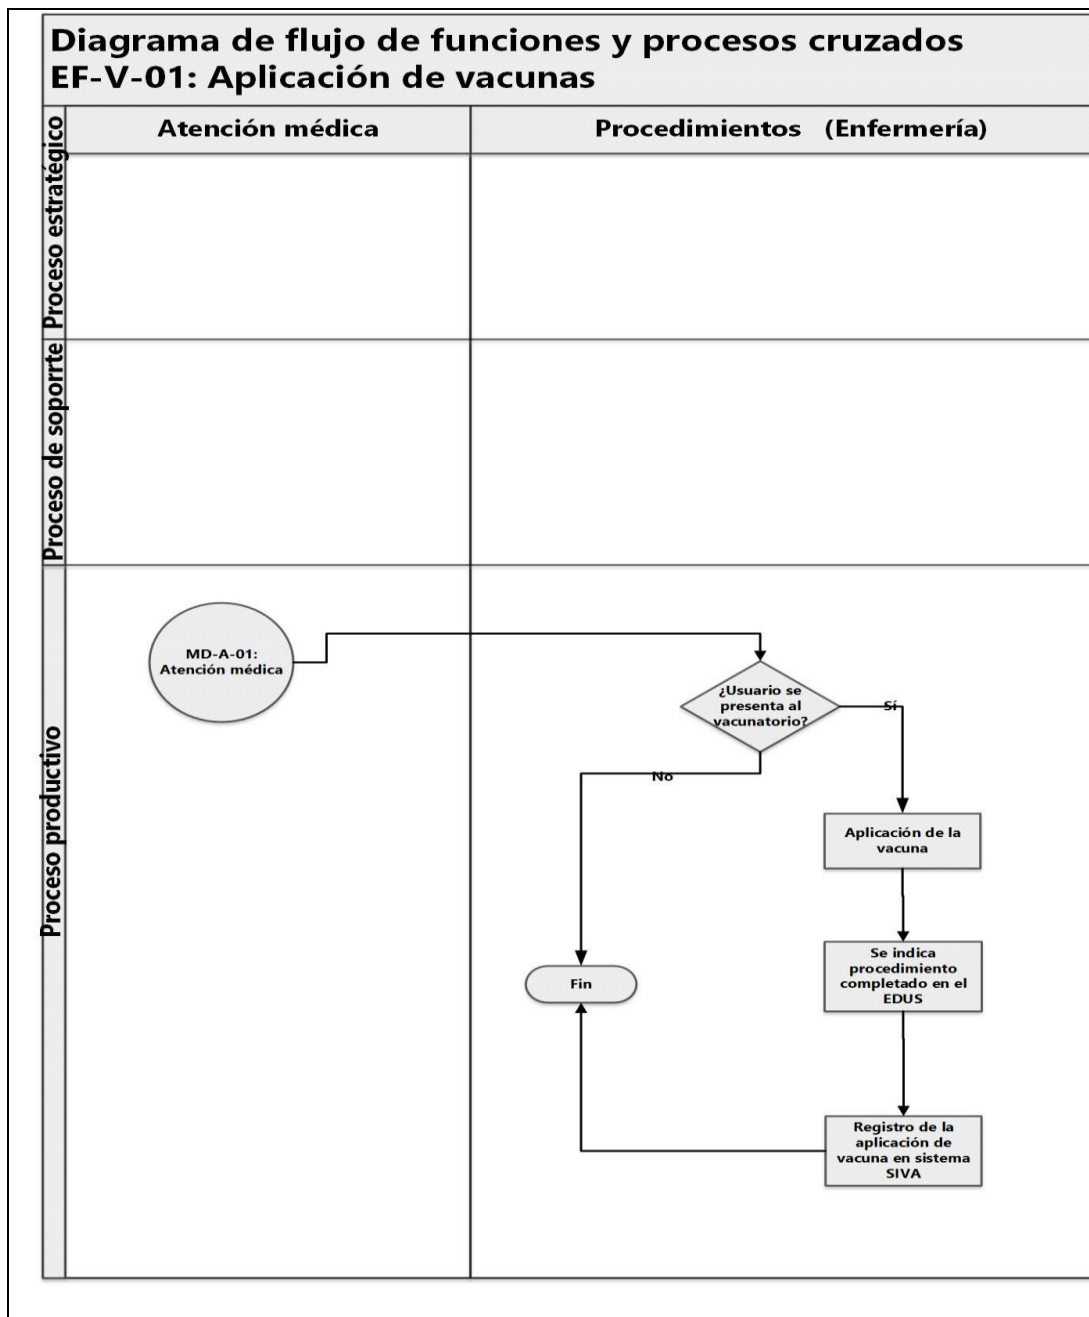 Diagrama de flujo de funciones y procesos cruzados
EF-V-01: Aplicación de vacunas
Atención médica
Procedimientos (Enfermería)
Proceso estratégico
Proceso de soporrte
Proceso productivo
MD-A-01:
Atención médica
¿Usuario se
presenta al
vacunatorio?
Sí
No
Aplicación de la
vacuna
Se indica
procedimiento
completado en el
EDUS
Fin
Registro de la
aplicación de
vacuna en sistema
SIVA